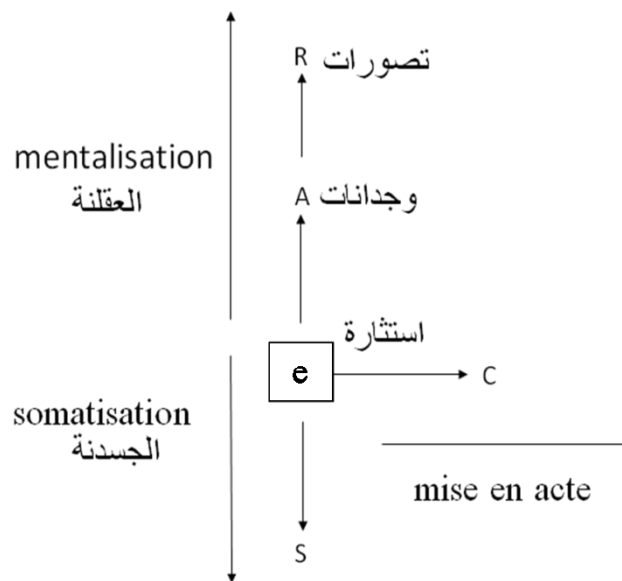 R تصورات
mentalisation
العقلنة
A وجدانات
استثارة
e
C
somatisation
الجسدنة
mise en acte
S